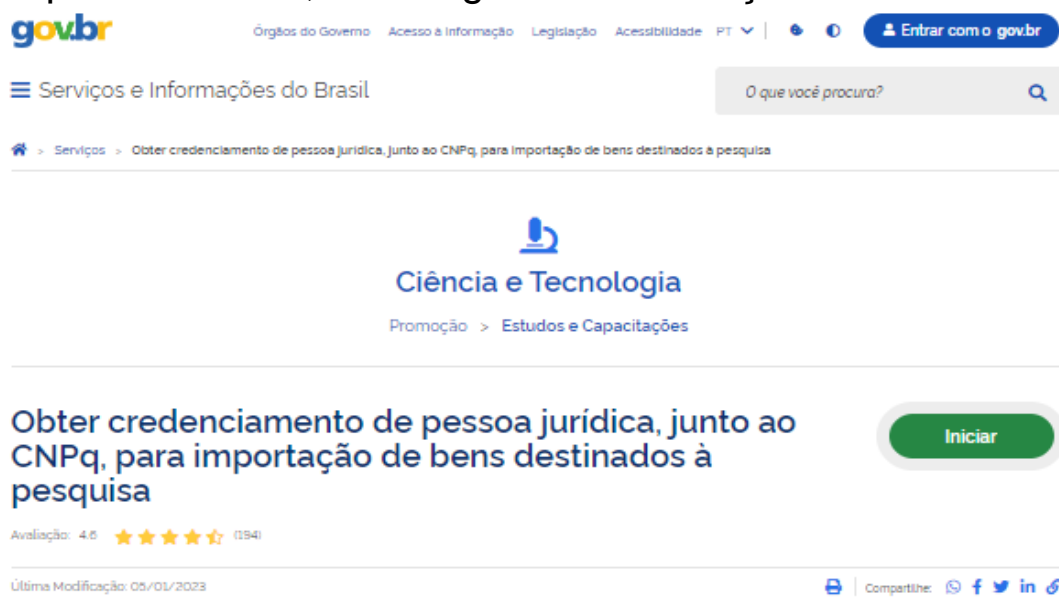 gov.br
Órgãos do Governo Acesso à Informação Legislação Acessibilidade PT Entrar com o gov.br
Serviços e Informações do Brasil O que você procura?
> Serviços > Obter credenciamento de pessoa jurídica, junto ao CNPq, para importação de bens destinados à pesquisa
Ciência e Tecnologia
Promoção > Estudos e Capacitações
Obter credenciamento de pessoa jurídica, junto ao
CNPq, para importação de bens destinados à
pesquisa
Iniciar
Avaliação: 4.6 (194)
Última Modificação: 05/01/2023 Compartilhe: